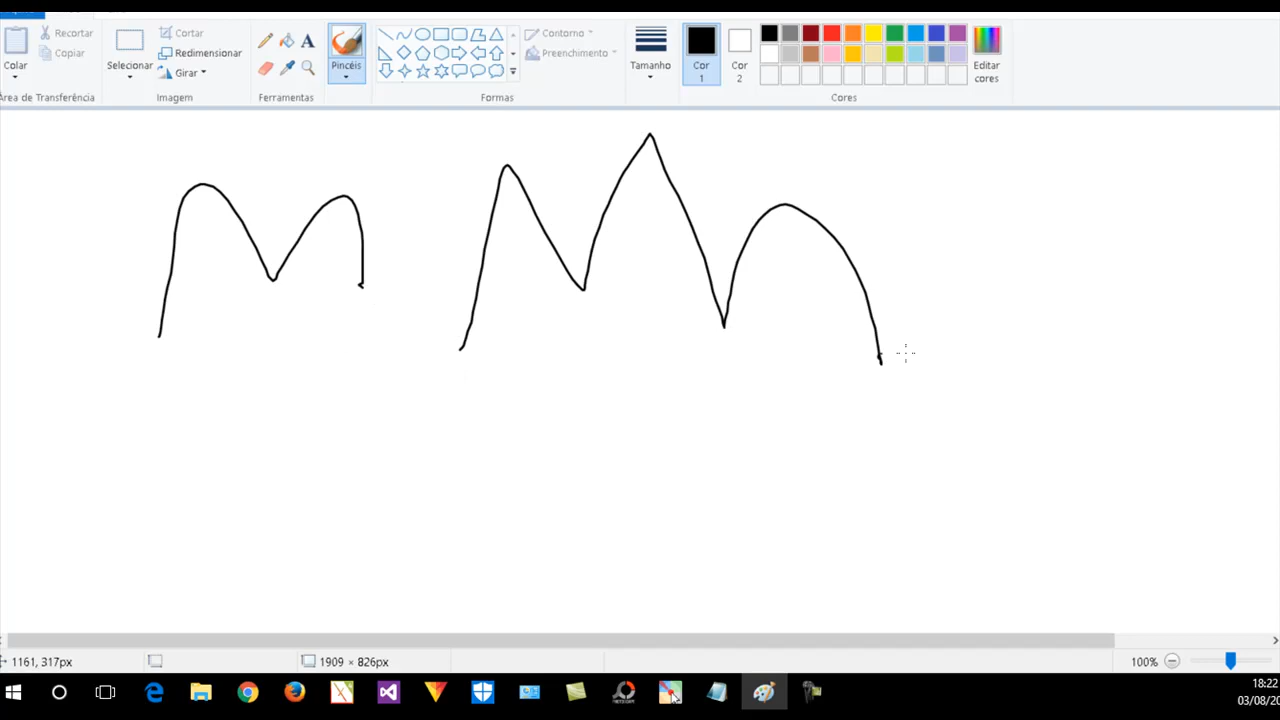 Recortar
Copiar
Colar
Área de Transferência
Selecionar
Cortar
Redimensionar
Girar
Imagem
A
Ferramentas
Pincéis
Contorno
Preenchimento
Formas
Tamanho
Cor 1
Cor 2
Editar cores
Cores
1161, 317px
1909 × 826px
100%
18:22
03/08/20